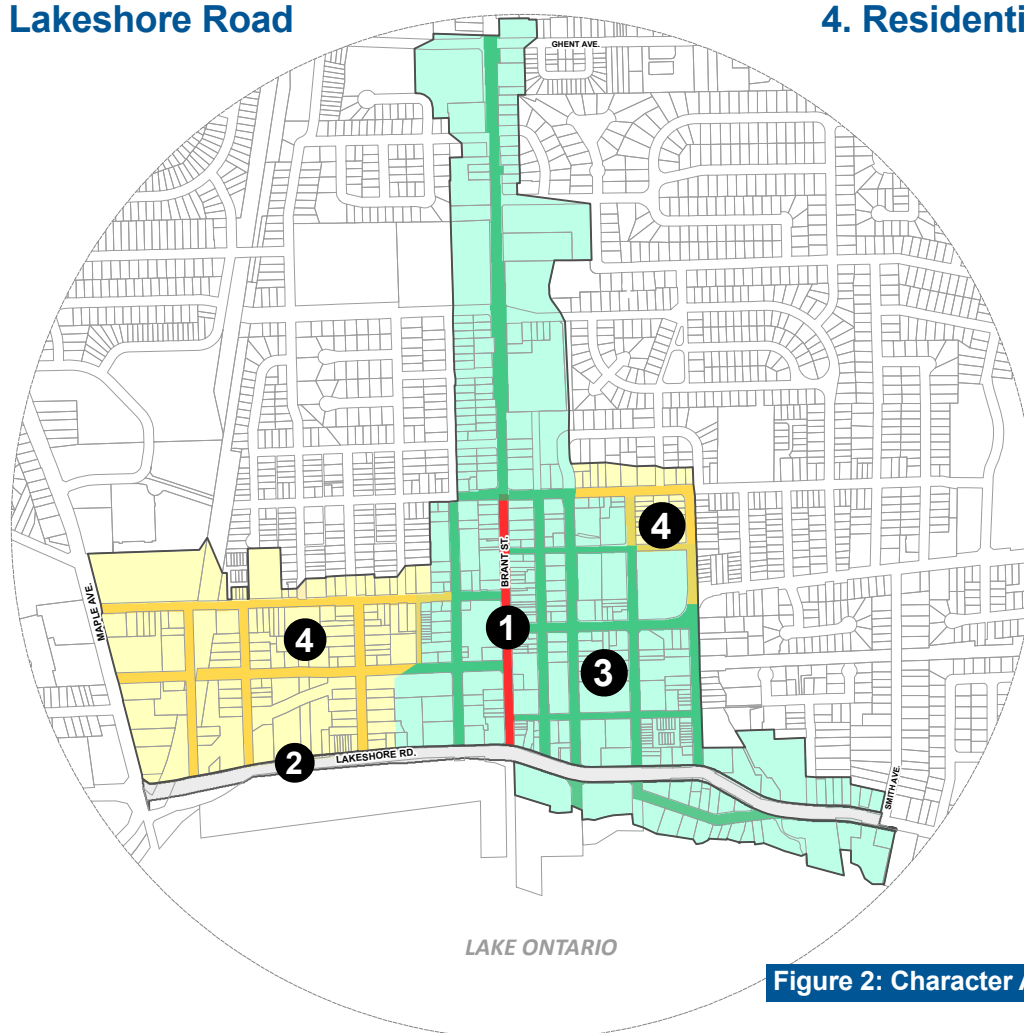 Lakeshore Road
4. Residenti
GHENT AVE.
BRANT ST.
4
MAPLE AVE.
1
4
3
2
LAKESHORE RD.
SMITH AVE.
LAKE ONTARIO
Figure 2: Character A